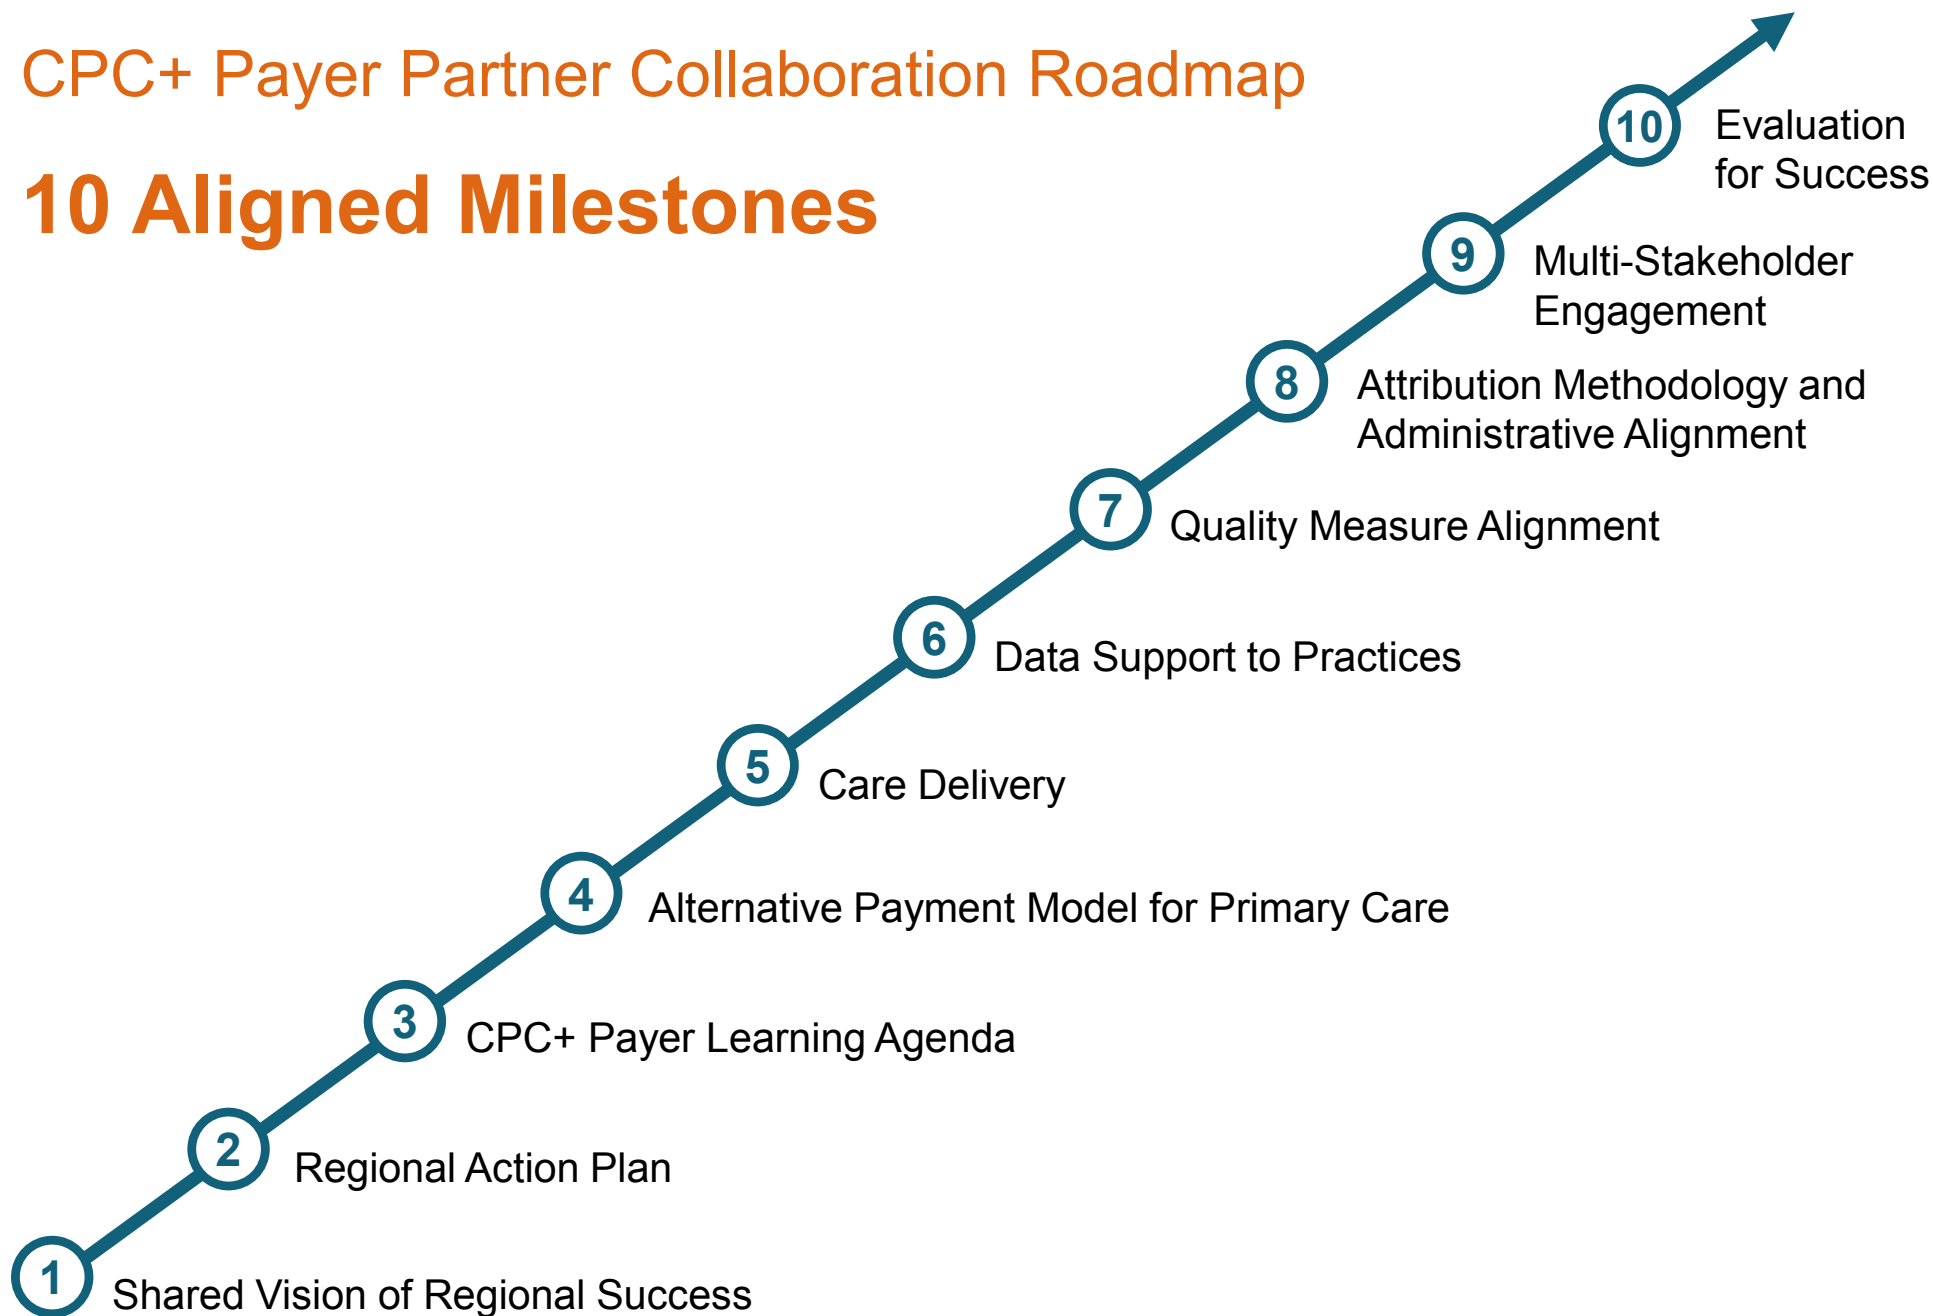 CPC+ Payer Partner Collaboration Roadmap
10 Aligned Milestones
10
Evaluation
for Success
9
Multi-Stakeholder
Engagement
8
Attribution Methodology and
Administrative Alignment
7
Quality Measure Alignment
6
Data Support to Practices
5
Care Delivery
4
Alternative Payment Model for Primary Care
3
CPC+ Payer Learning Agenda
2
Regional Action Plan
1
Shared Vision of Regional Success